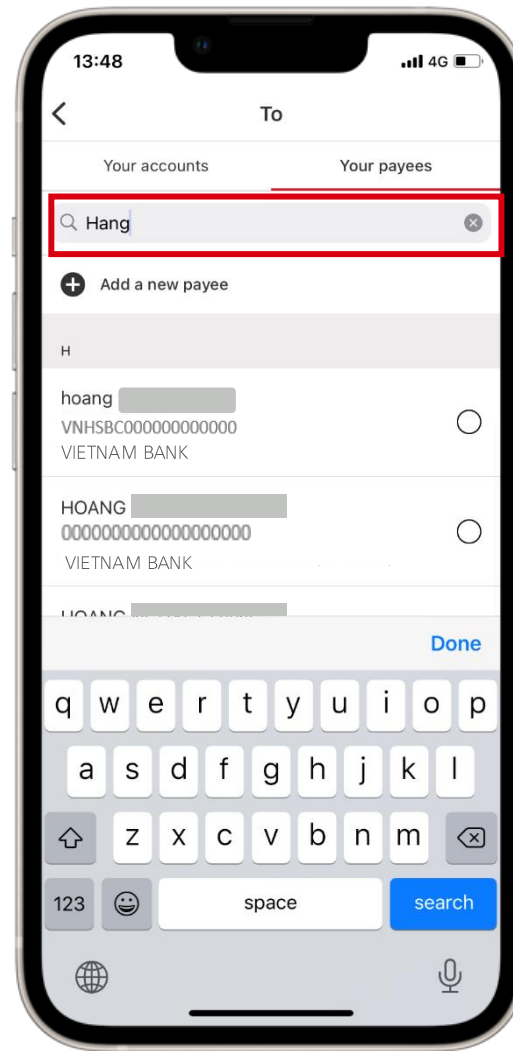 13:48 4G
To
Your accounts Your payees
Hang
Add a new payee
H
hoang
VNHSBC000000000000
VIETNAM BANK
HOANG
0000000000000000000
VIETNAM BANK
HOANG
Done
q w e r t y u i o p
a s d f g h j k l
z x c v b n m
123 space search